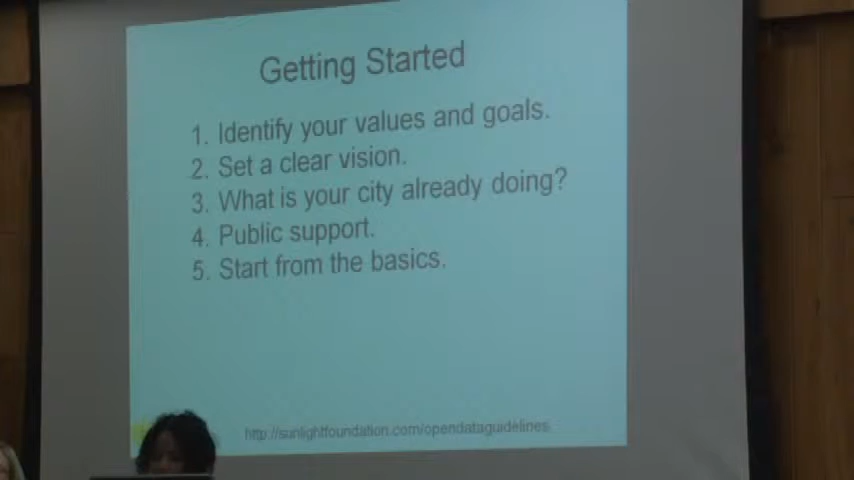 Getting Started
1. Identify your values and goals.
2. Set a clear vision.
3. What is your city already doing?
4. Public support.
5. Start from the basics.
http://sunlightfoundation.com/opendataguidelines